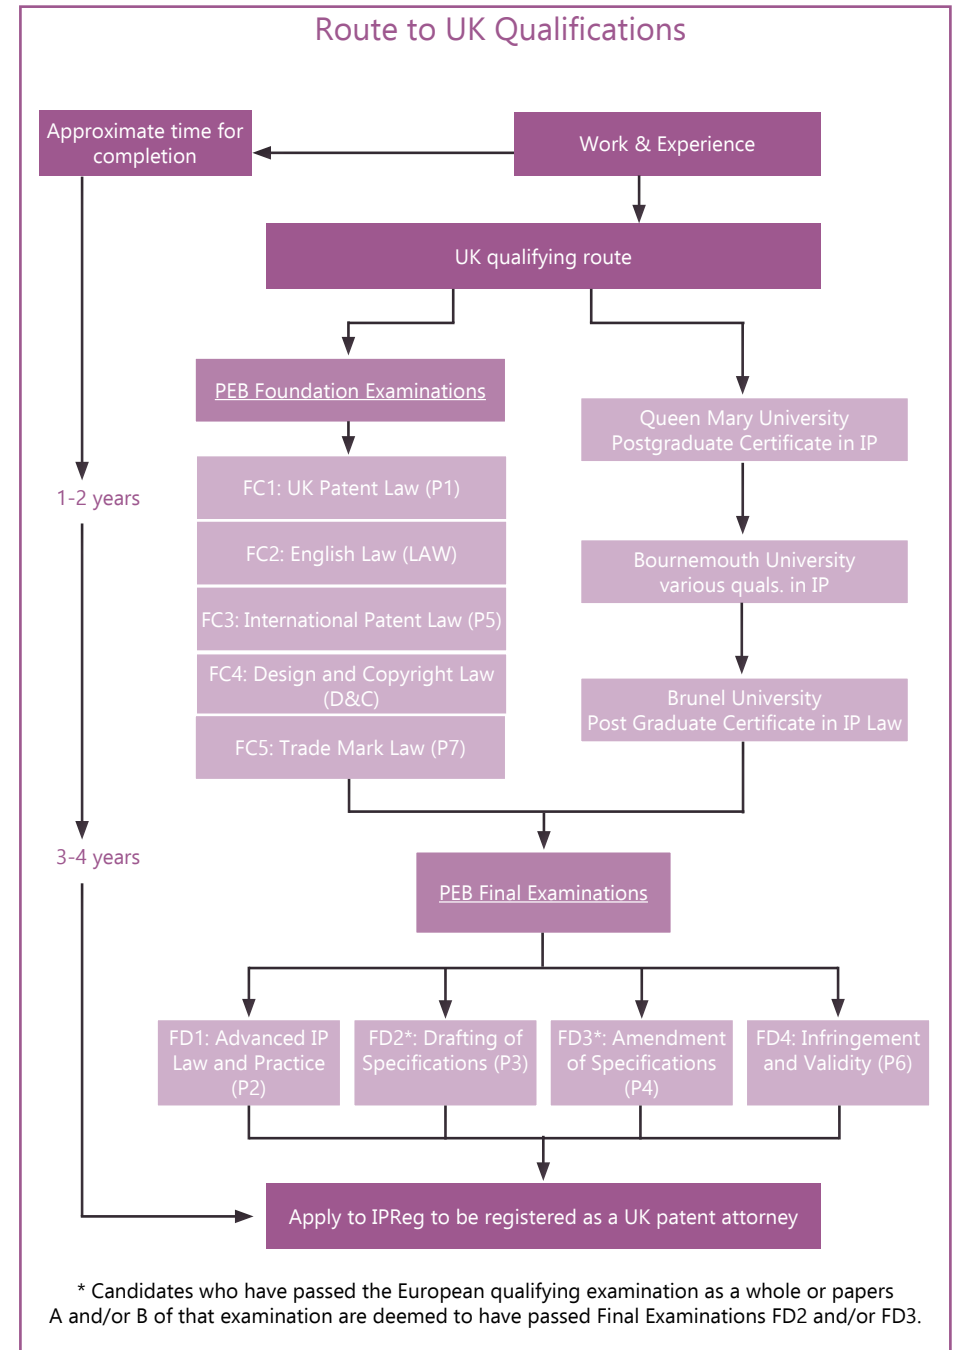 Route to UK Qualifications
Approximate time for
completion
Work & Experience
UK qualifying route
PEB Foundation Examinations
Queen Mary University
Postgraduate Certificate in IP
1-2 years
FC1: UK Patent Law (P1)
FC2: English Law (LAW)
FC3: International Patent Law (P5)
FC4: Design and Copyright Law
(D&C)
FC5: Trade Mark Law (P7)
Bournemouth University
various quals. in IP
Brunel University
Post Graduate Certificate in IP Law
3-4 years
PEB Final Examinations
FD1: Advanced IP
Law and Practice
(P2)
FD2*: Drafting of
Specifications (P3)
FD3*: Amendment
of Specifications
(P4)
FD4: Infringement
and Validity (P6)
Apply to IPReg to be registered as a UK patent attorney
* Candidates who have passed the European qualifying examination as a whole or papers
A and/or B of that examination are deemed to have passed Final Examinations FD2 and/or FD3.